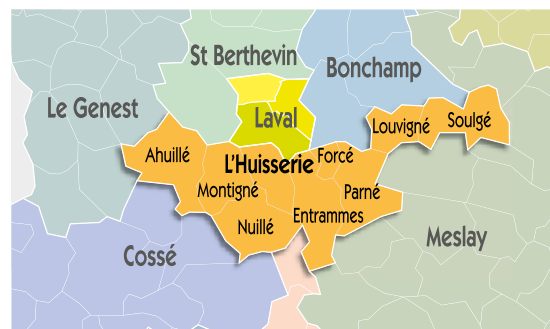 St Berthevin
Bonchamp
Le Genest
Laval
Louvigné
Soulgé
Ahuillé
L'Huisserie
Forcé
Montigné
Parné
Entrammes
Nuillé
Cossé
Meslay